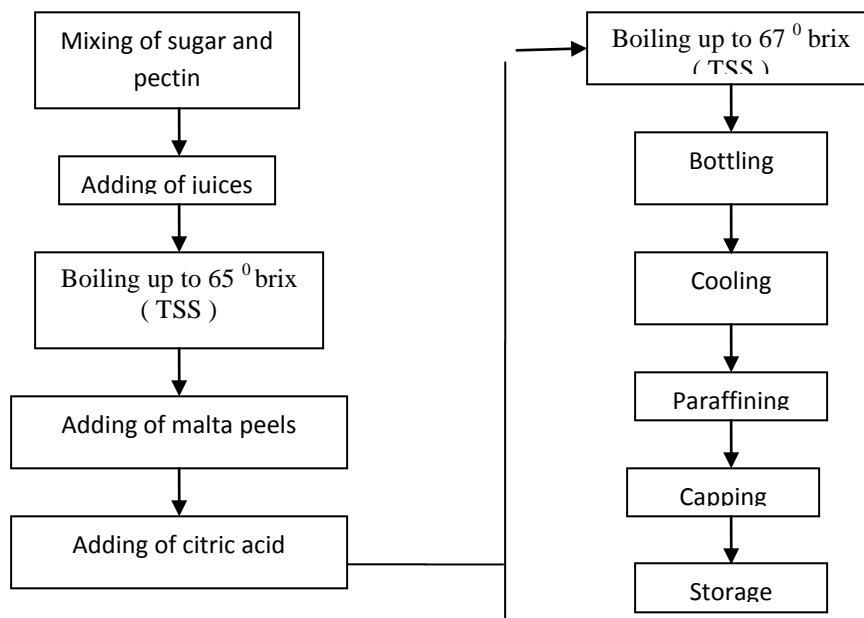 Mixing of sugar and
pectin
Adding of juices
Boiling up to 65 ⁰ brix
( TSS )
Adding of malta peels
Adding of citric acid
Boiling up to 67 ⁰ brix
( TSS )
Bottling
Cooling
Paraffining
Capping
Storage